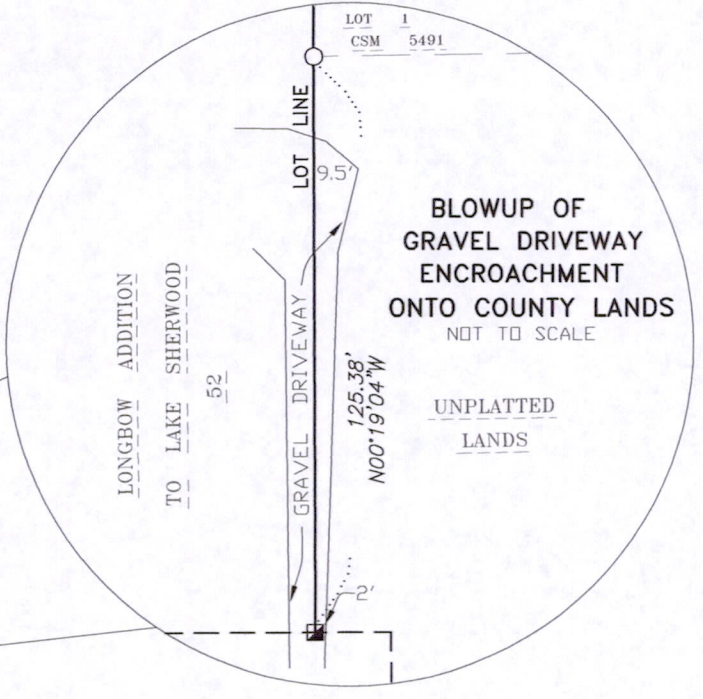 LOT 1
CSM 5491
LOT LINE
9.5'
BLOWUP OF
GRAVEL DRIVEWAY
ENCROACHMENT
ONTO COUNTY LANDS
NOT TO SCALE
LONGBOW ADDITION
TO LAKE SHERWOOD
52
GRAVEL DRIVEWAY
125.38'
N00°19'04"W
UNPLATTED
LANDS
2'